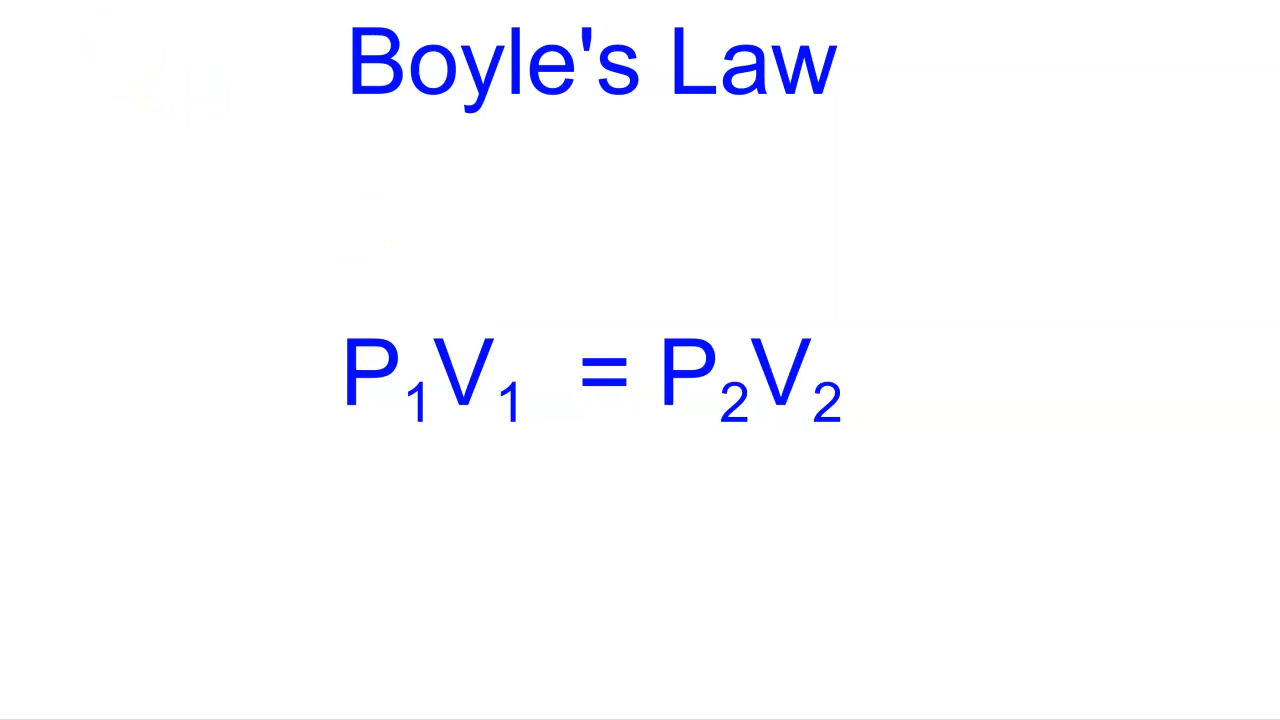 Boyle's Law
P₁V₁ = P₂V₂